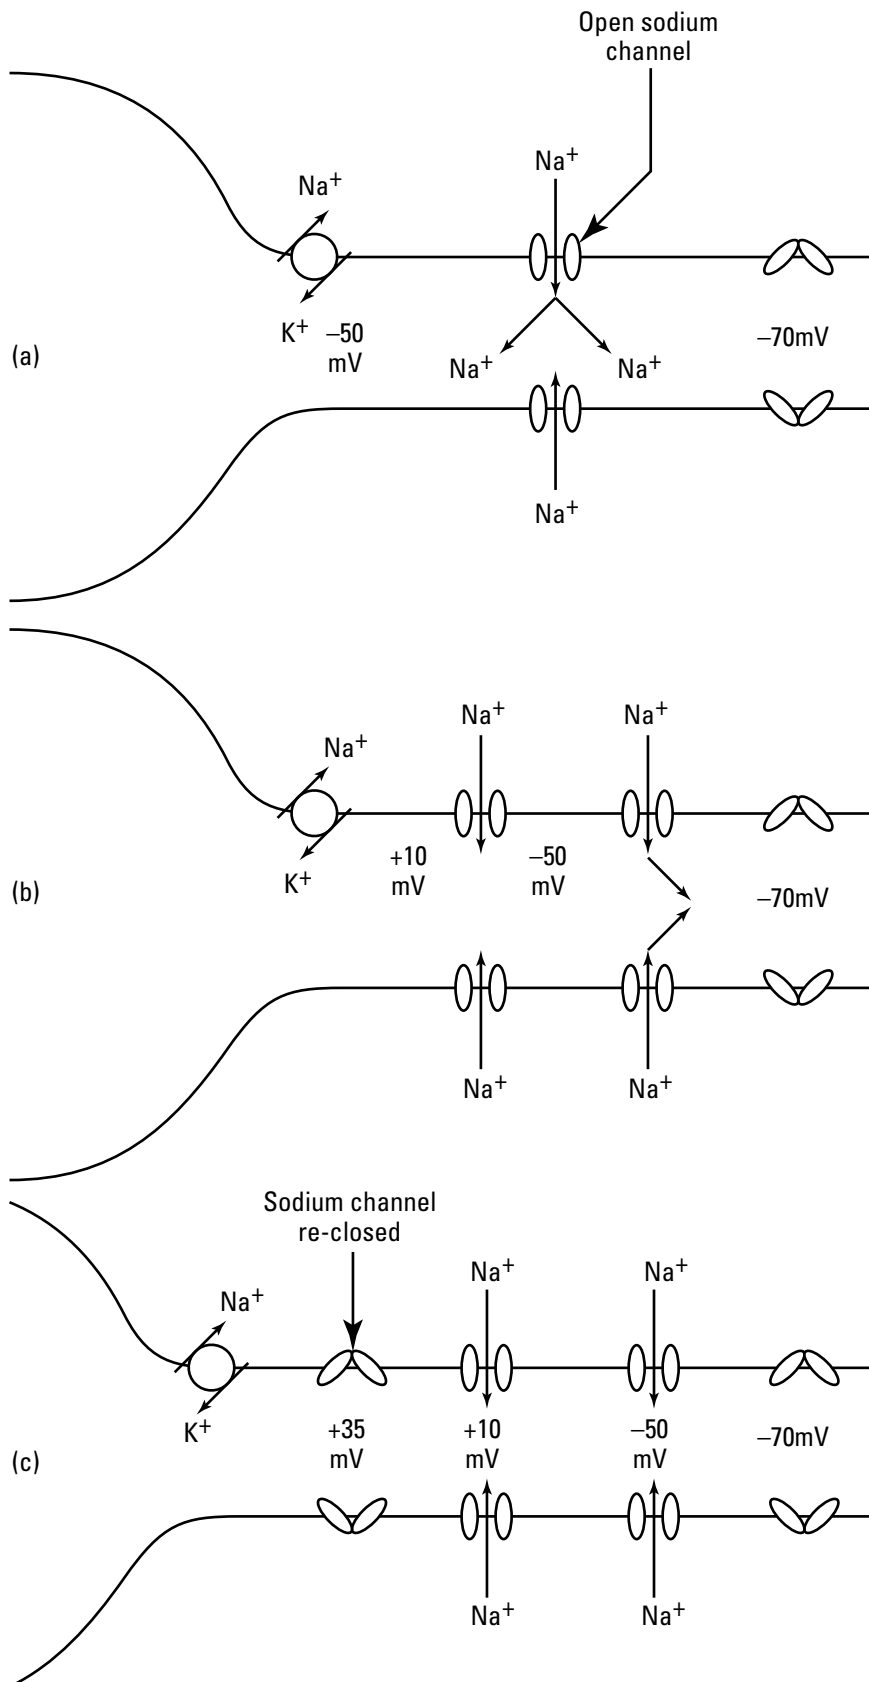 Open sodium
channel
Na+
Na+
K+ –50
mV
(a)
–70mV
Na+ Na+
Na+
Na+ Na+
Na+
+10 –50
K+ mV mV
(b)
–70mV
Na+ Na+
Sodium channel
re-closed
Na+ Na+
Na+
K+
+35 +10 –50
mV mV mV
–70mV
(c)
Na+ Na+